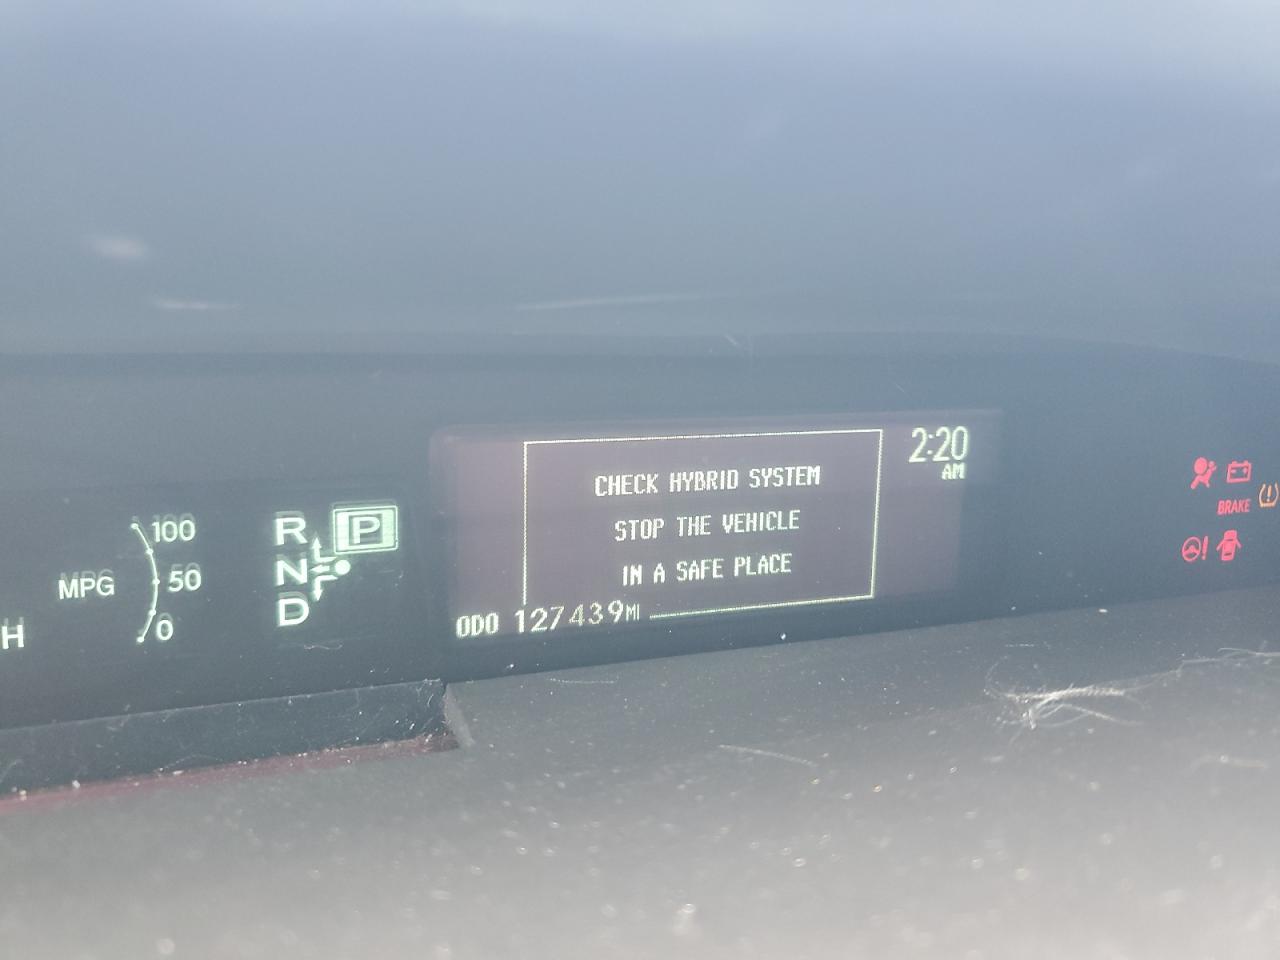 100
MPG
50
0
H
R
P
N
D
CHECK HYBRID SYSTEM
STOP THE VEHICLE
IN A SAFE PLACE
ODO 127439MI
2:20
AM
BRAKE